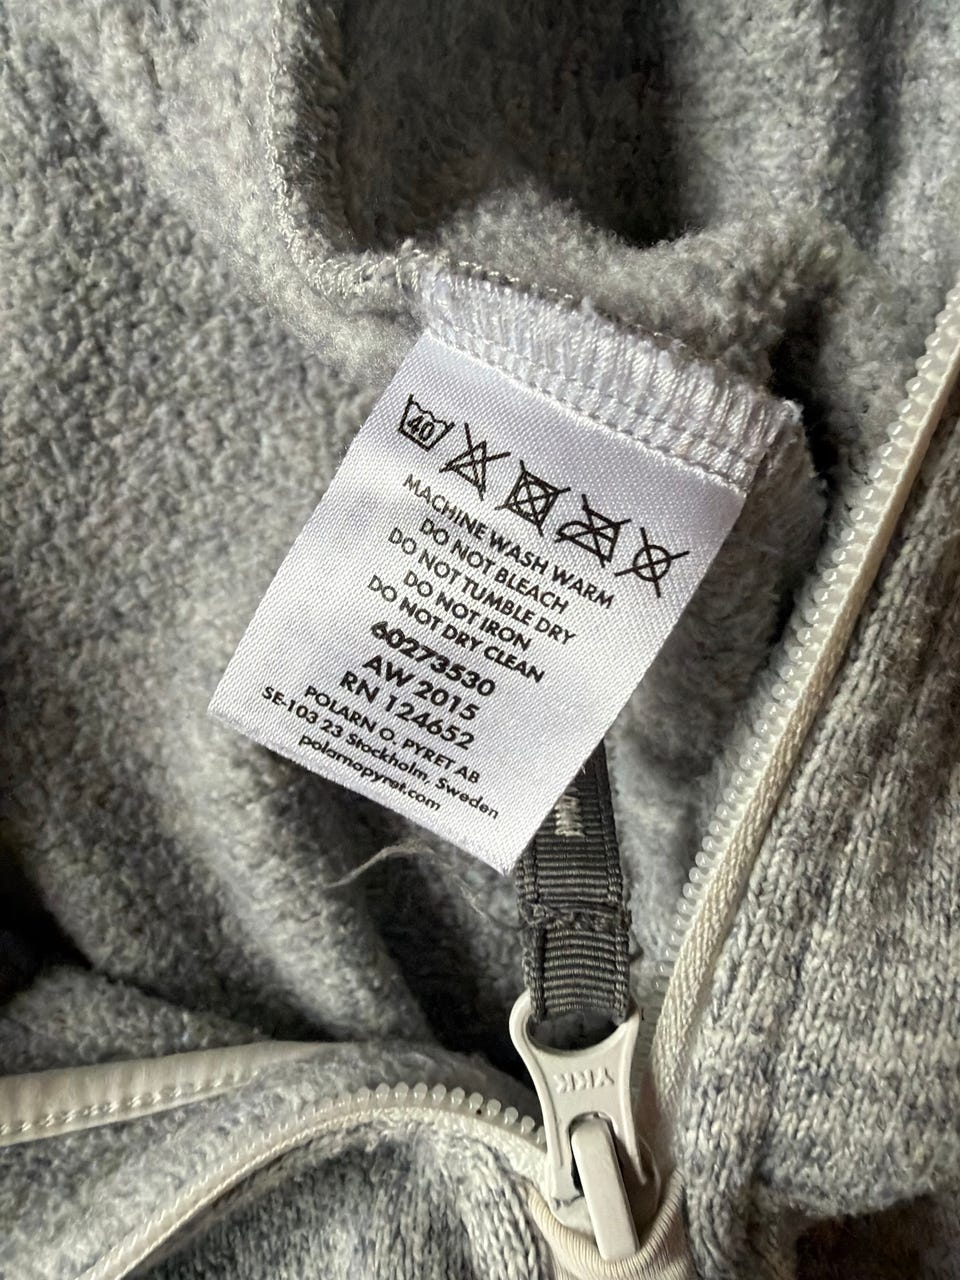 40
MACHINE WASH WARM
DO NOT BLEACH
DO NOT TUMBLE DRY
DO NOT IRON
DO NOT DRY CLEAN
60273530
AW 2015
RN 124652
POLARN O. PYRET AB
SE-103 23 Stockholm, Sweden
polarnopyret.com
YKK